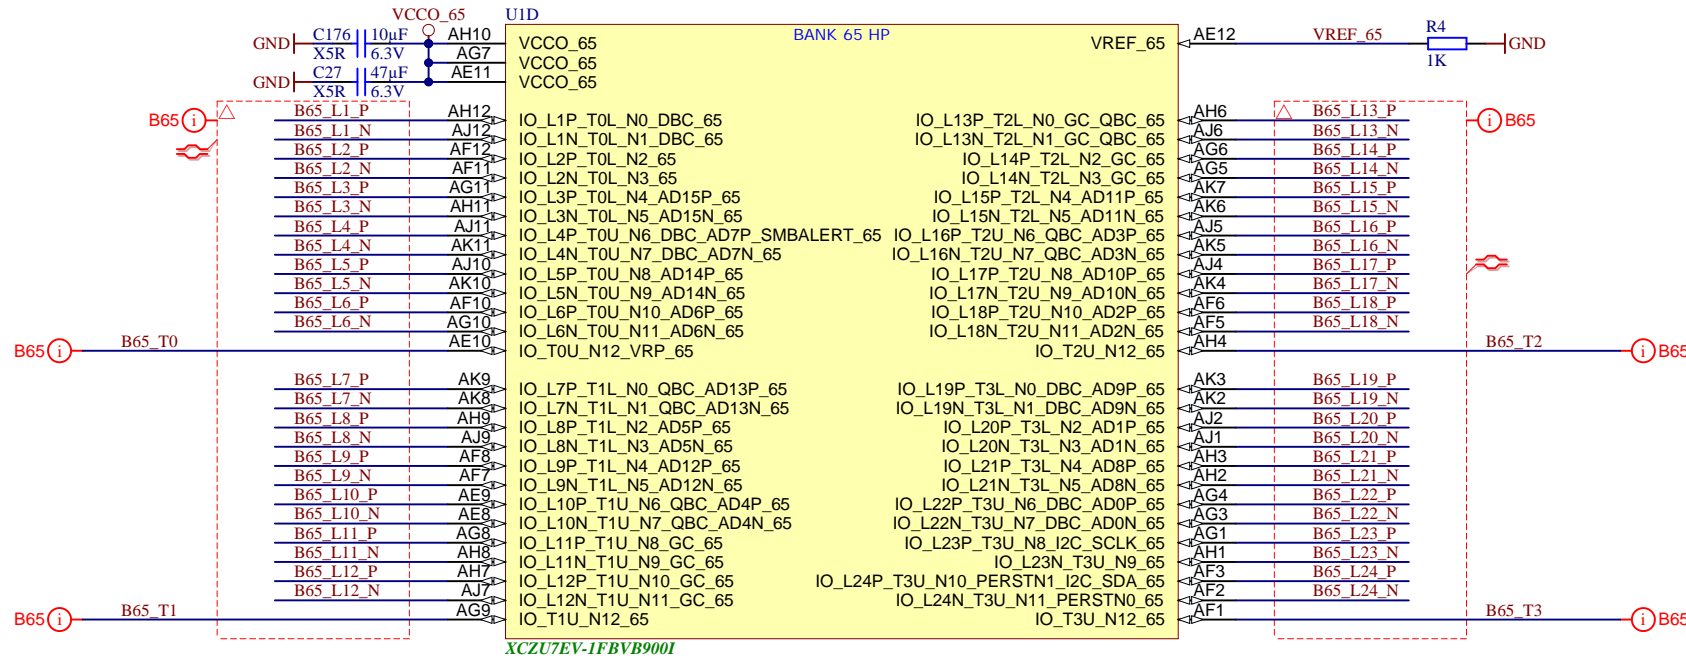 VCCO_65 U1D
GND C176 10µF AH10 VCCO_65 BANK 65 HP VREF_65 AE12 VREF_65 R4 GND
X5R 6.3V AG7 VCCO_65 1K
GND C27 47µF AE11 VCCO_65
X5R 6.3V
B65 i B65_L1_P AH12 IO_L1P_T0L_N0_DBC_65 IO_L13P_T2L_N0_GC_QBC_65 AH6 B65_L13_P i B65
B65_L1_N AJ12 IO_L1N_T0L_N1_DBC_65 IO_L13N_T2L_N1_GC_QBC_65 AJ6 B65_L13_N
B65_L2_P AF12 IO_L2P_T0L_N2_65 IO_L14P_T2L_N2_GC_65 AG6 B65_L14_P
B65_L2_N AF11 IO_L2N_T0L_N3_65 IO_L14N_T2L_N3_GC_65 AG5 B65_L14_N
B65_L3_P AG11 IO_L3P_T0L_N4_AD15P_65 IO_L15P_T2L_N4_AD11P_65 AK7 B65_L15_P
B65_L3_N AH11 IO_L3N_T0L_N5_AD15N_65 IO_L15N_T2L_N5_AD11N_65 AK6 B65_L15_N
B65_L4_P AJ11 IO_L4P_T0U_N6_DBC_AD7P_SMBALERT_65 IO_L16P_T2U_N6_QBC_AD3P_65 AJ5 B65_L16_P
B65_L4_N AK11 IO_L4N_T0U_N7_DBC_AD7N_65 IO_L16N_T2U_N7_QBC_AD3N_65 AK5 B65_L16_N
B65_L5_P AJ10 IO_L5P_T0U_N8_AD14P_65 IO_L17P_T2U_N8_AD10P_65 AJ4 B65_L17_P
B65_L5_N AK10 IO_L5N_T0U_N9_AD14N_65 IO_L17N_T2U_N9_AD10N_65 AK4 B65_L17_N
B65_L6_P AF10 IO_L6P_T0U_N10_AD6P_65 IO_L18P_T2U_N10_AD2P_65 AF6 B65_L18_P
B65_L6_N AG10 IO_L6N_T0U_N11_AD6N_65 IO_L18N_T2U_N11_AD2N_65 AF5 B65_L18_N
B65 i B65_T0 AE10 IO_T0U_N12_VRP_65 IO_T2U_N12_65 AH4 B65_T2 i B65
B65_L7_P AK9 IO_L7P_T1L_N0_QBC_AD13P_65 IO_L19P_T3L_N0_DBC_AD9P_65 AK3 B65_L19_P
B65_L7_N AK8 IO_L7N_T1L_N1_QBC_AD13N_65 IO_L19N_T3L_N1_DBC_AD9N_65 AK2 B65_L19_N
B65_L8_P AH9 IO_L8P_T1L_N2_AD5P_65 IO_L20P_T3L_N2_AD1P_65 AJ2 B65_L20_P
B65_L8_N AJ9 IO_L8N_T1L_N3_AD5N_65 IO_L20N_T3L_N3_AD1N_65 AJ1 B65_L20_N
B65_L9_P AF8 IO_L9P_T1L_N4_AD12P_65 IO_L21P_T3L_N4_AD8P_65 AH3 B65_L21_P
B65_L9_N AF7 IO_L9N_T1L_N5_AD12N_65 IO_L21N_T3L_N5_AD8N_65 AH2 B65_L21_N
B65_L10_P AE9 IO_L10P_T1U_N6_QBC_AD4P_65 IO_L22P_T3U_N6_DBC_AD0P_65 AG4 B65_L22_P
B65_L10_N AE8 IO_L10N_T1U_N7_QBC_AD4N_65 IO_L22N_T3U_N7_DBC_AD0N_65 AG3 B65_L22_N
B65_L11_P AG8 IO_L11P_T1U_N8_GC_65 IO_L23P_T3U_N8_I2C_SCLK_65 AG1 B65_L23_P
B65_L11_N AH8 IO_L11N_T1U_N9_GC_65 IO_L23N_T3U_N9_65 AH1 B65_L23_N
B65_L12_P AH7 IO_L12P_T1U_N10_GC_65 IO_L24P_T3U_N10_PERSTN1_I2C_SDA_65 AF3 B65_L24_P
B65_L12_N AJ7 IO_L12N_T1U_N11_GC_65 IO_L24N_T3U_N11_PERSTN0_65 AF2 B65_L24_N
B65 i B65_T1 AG9 IO_T1U_N12_65 IO_T3U_N12_65 AF1 B65_T3 i B65
XCZU7EV-1FBVB900I